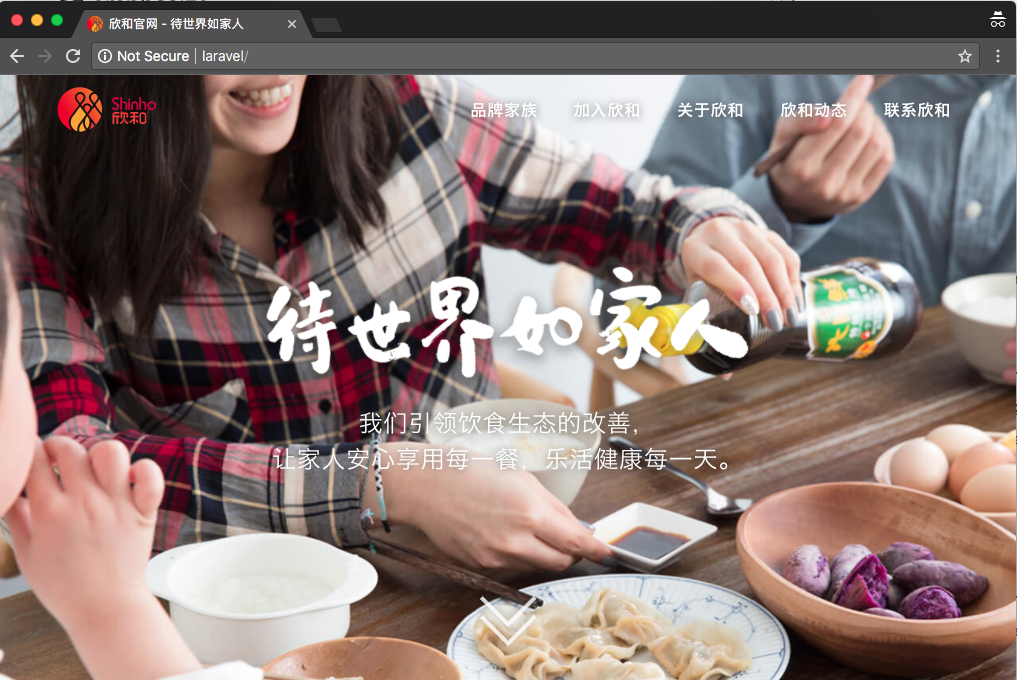 欣和官网 - 待世界如家人
Not Secure | laravel/
Shinho
欣和
品牌家族 加入欣和 关于欣和 欣和动态 联系欣和
待世界如家人
我们引领饮食生态的改善，
让家人安心享用每一餐，乐活健康每一天。